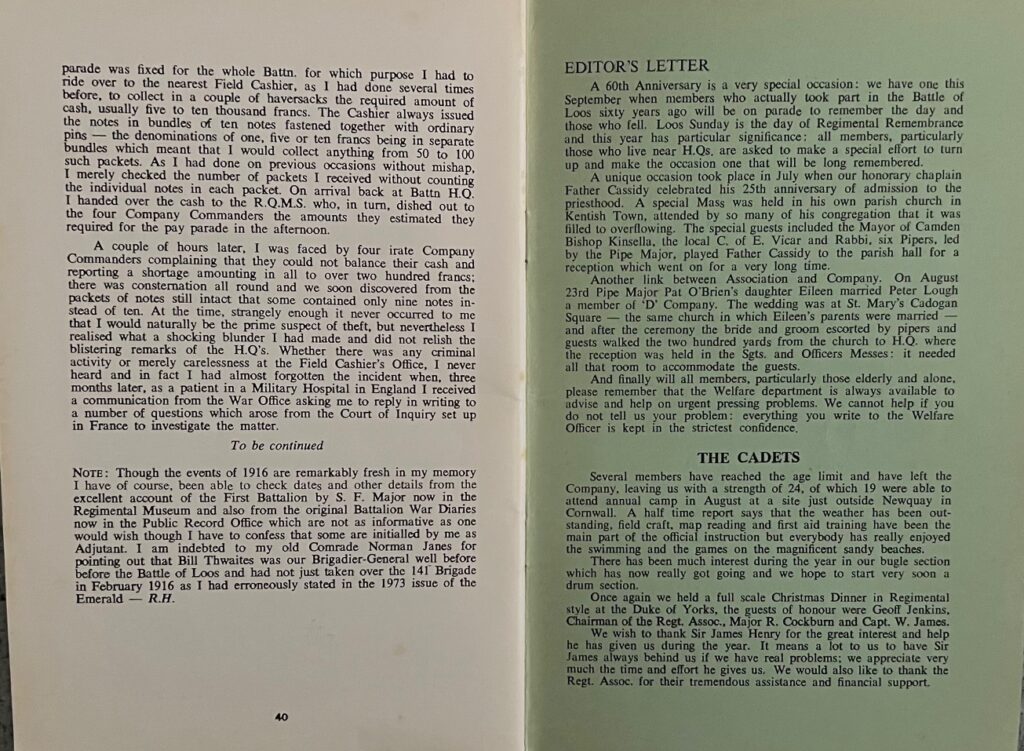 parade was fixed for the whole Battn. for which purpose I had to
ride over to the nearest Field Cashier, as I had done several times
before, to collect in a couple of haversacks the required amount of
cash, usually five to ten thousand francs. The Cashier always issued
the notes in bundles of ten notes fastened together with ordinary
pins — the denominations of one, five or ten francs being in separate
bundles which meant that I would collect anything from 50 to 100
such packets. As I had done on previous occasions without mishap,
I merely checked the number of packets I received without counting
the individual notes in each packet. On arrival back at Battn H.Q.
I handed over the cash to the R.Q.M.S. who, in turn, dished out to
the four Company Commanders the amounts they estimated they
required for the pay parade in the afternoon.
A couple of hours later, I was faced by four irate Company
Commanders complaining that they could not balance their cash and
reporting a shortage amounting in all to over two hundred francs;
there was consternation all round and we soon discovered from the
packets of notes still intact that some contained only nine notes in-
stead of ten. At the time, strangely enough it never occurred to me
that I would naturally be the prime suspect of theft, but nevertheless I
realised what a shocking blunder I had made and did not relish the
blistering remarks of the H.Q's. Whether there was any criminal
activity or merely carelessness at the Field Cashier's Office, I never
heard and in fact I had almost forgotten the incident when, three
months later, as a patient in a Military Hospital in England I received
a communication from the War Office asking me to reply in writing to
a number of questions which arose from the Court of Inquiry set up
in France to investigate the matter.
To be continued
NOTE: Though the events of 1916 are remarkably fresh in my memory
I have of course, been able to check dates and other details from the
excellent account of the First Battalion by S. F. Major now in the
Regimental Museum and also from the original Battalion War Diaries
now in the Public Record Office which are not as informative as one
would wish though I have to confess that some are initialled by me as
Adjutant. I am indebted to my old Comrade Norman Janes for
pointing out that Bill Thwaites was our Brigadier-General well before
before the Battle of Loos and had not just taken over the 141 Brigade
in February 1916 as I had erroneously stated in the 1973 issue of the
Emerald — R.H.
40
EDITOR'S LETTER
A 60th Anniversary is a very special occasion: we have one this
September when members who actually took part in the Battle of
Loos sixty years ago will be on parade to remember the day and
those who fell. Loos Sunday is the day of Regimental Remembrance
and this year has particular significance: all members, particularly
those who live near H.Qs. are asked to make a special effort to turn
up and make the occasion one that will be long remembered.
A unique occasion took place in July when our honorary chaplain
Father Cassidy celebrated his 25th anniversary of admission to the
priesthood. A special Mass was held in his own parish church in
Kentish Town, attended by so many of his congregation that it was
filled to overflowing. The special guests included the Mayor of Camden
Bishop Kinsella, the local C. of E. Vicar and Rabbi, six Pipers, led
by the Pipe Major, played Father Cassidy to the parish hall for a
reception which went on for a very long time.
Another link between Association and Company. On August
23rd Pipe Major Pat O'Brien's daughter Eileen married Peter Lough
a member of 'D' Company. The wedding was at St. Mary's Cadogan
Square — the same church in which Eileen's parents were married —
and after the ceremony the bride and groom escorted by pipers and
guests walked the two hundred yards from the church to H.Q. where
the reception was held in the Sgts. and Officers Messes: it needed
all that room to accommodate the guests.
And finally will all members, particularly those elderly and alone,
please remember that the Welfare department is always available to
advise and help on urgent pressing problems. We cannot help if you
do not tell us your problem: everything you write to the Welfare
Officer is kept in the strictest confidence.
THE CADETS
Several members have reached the age limit and have left the
Company, leaving us with a strength of 24, of which 19 were able to
attend annual camp in August at a site just outside Newquay in
Cornwall. A half time report says that the weather has been out-
standing, field craft, map reading and first aid training have been the
main part of the official instruction but everybody has really enjoyed
the swimming and the games on the magnificent sandy beaches.
There has been much interest during the year in our bugle section
which has now really got going and we hope to start very soon a
drum section.
Once again we held a full scale Christmas Dinner in Regimental
style at the Duke of Yorks, the guests of honour were Geoff Jenkins,
Chairman of the Regt. Assoc., Major R. Cockburn and Capt. W. James.
We wish to thank Sir James Henry for the great interest and help
he has given us during the year. It means a lot to us to have Sir
James always behind us if we have real problems; we appreciate very
much the time and effort he gives us. We would also like to thank the
Regt. Assoc. for their tremendous assistance and financial support.